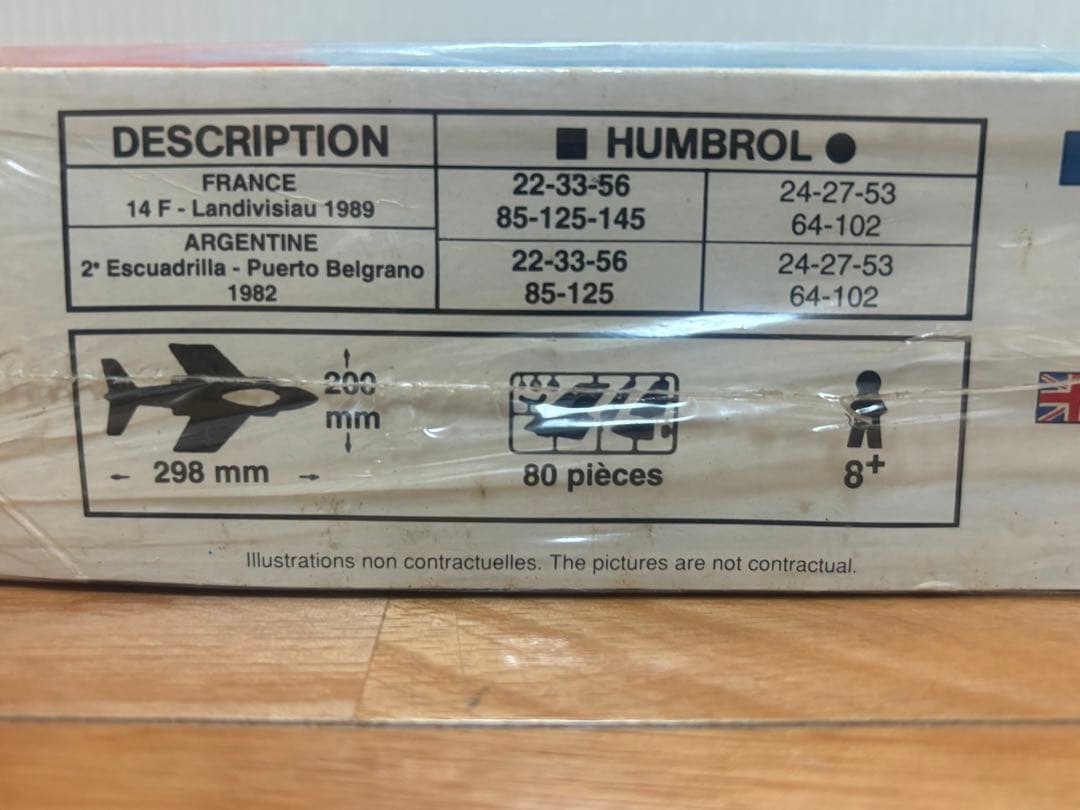 DESCRIPTION
■ HUMBROL ●
FRANCE
14 F - Landivisiau 1989
22-33-56
85-125-145
24-27-53
64-102
ARGENTINE
2e Escuadrilla - Puerto Belgrano
1982
22-33-56
85-125
24-27-53
64-102
200
mm
298 mm
80 pièces
8+
Illustrations non contractuelles. The pictures are not contractual.